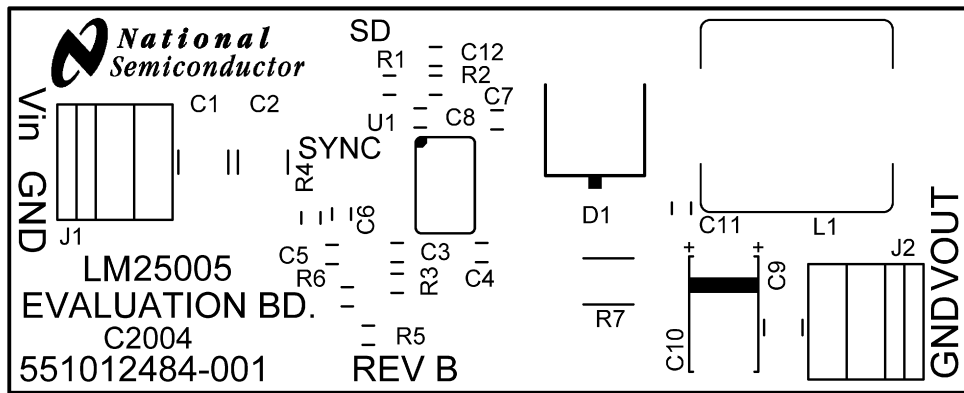 National
Semiconductor
SD
R1
C12
R2
C7
C1
C2
U1
C8
SYNC
R4
Vin
GND
J1
C6
C5
C3
C4
R6
R3
R5
D1
C11
L1
J2
C9
R7
C10
GND VOUT
LM25005
EVALUATION BD.
C2004
551012484-001
REV B
+
+